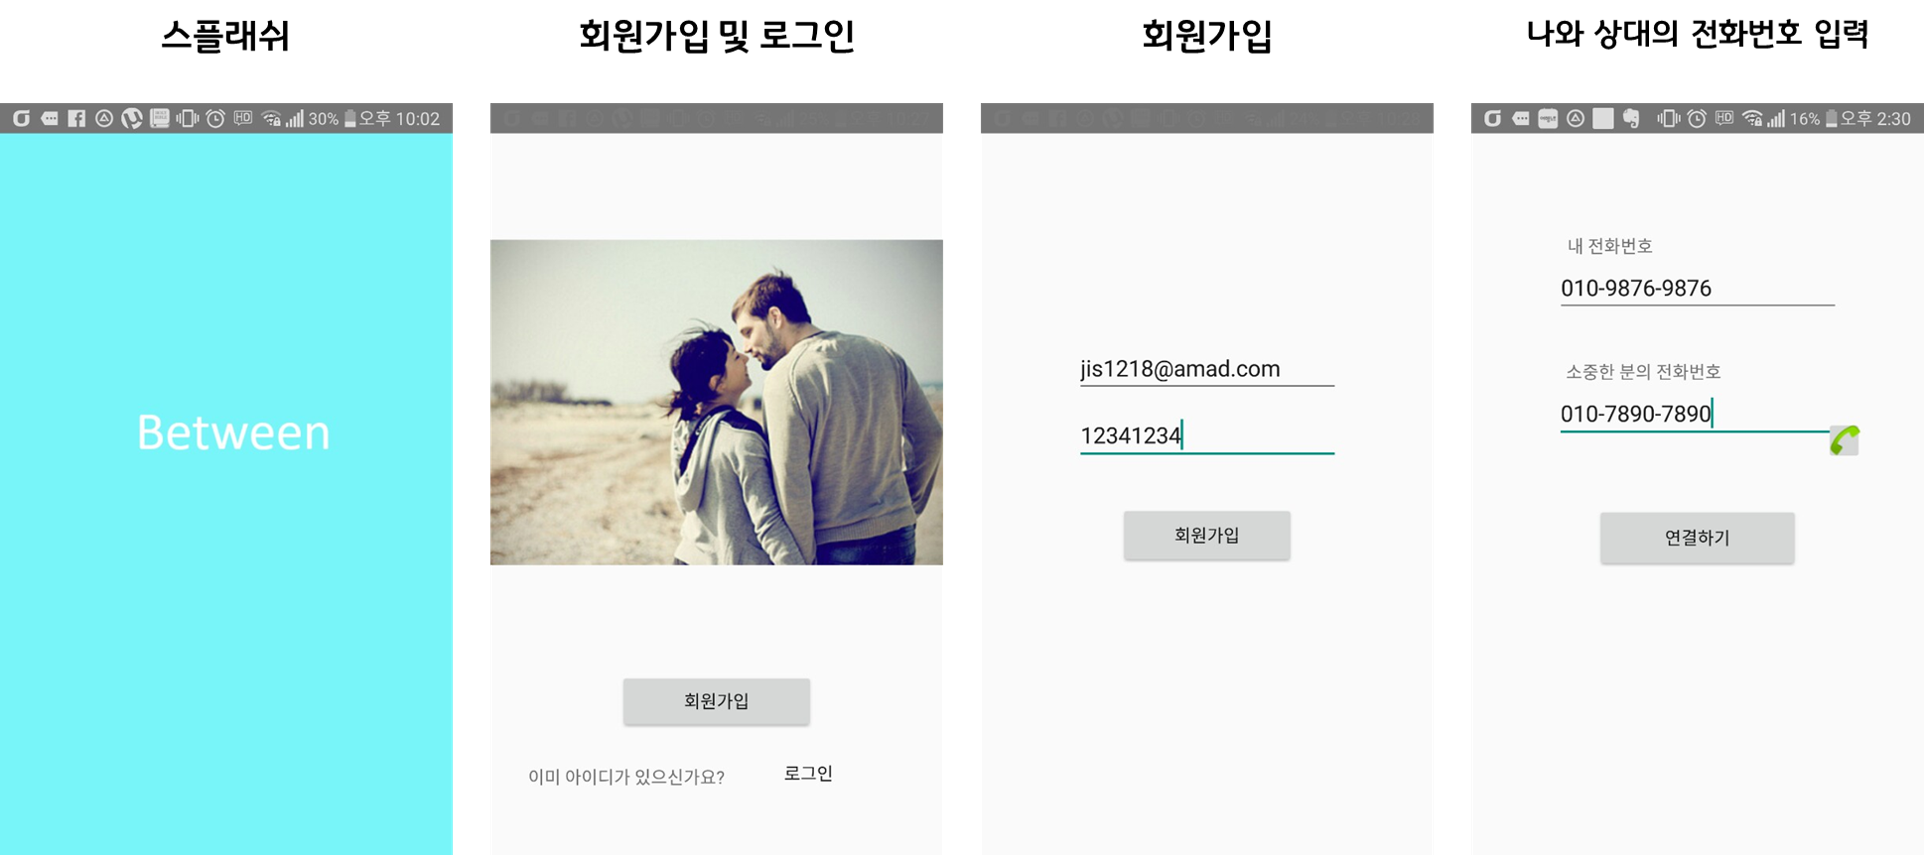 스플래쉬
회원가입 및 로그인
회원가입
나와 상대의 전화번호 입력
HD 30% 오후 10:02
Between
회원가입
이미 아이디가 있으신가요? 로그인
jis1218@amad.com
12341234
회원가입
HD 16% 오후 2:30
내 전화번호
010-9876-9876
소중한 분의 전화번호
010-7890-7890
연결하기